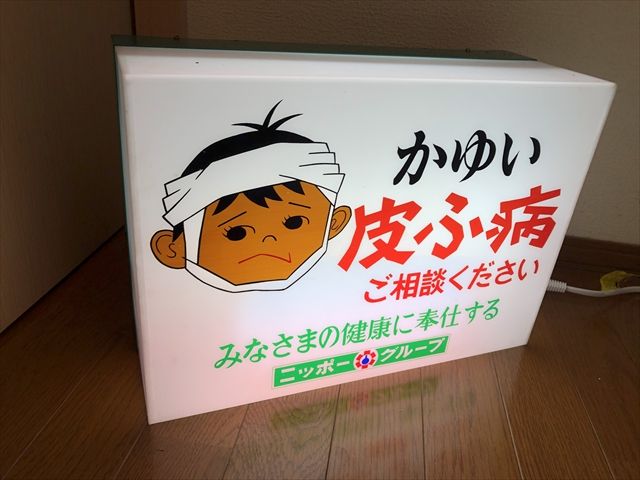 かゆい
皮ふ病
ご相談ください
みなさまの健康に奉仕する
ニッポーグループ